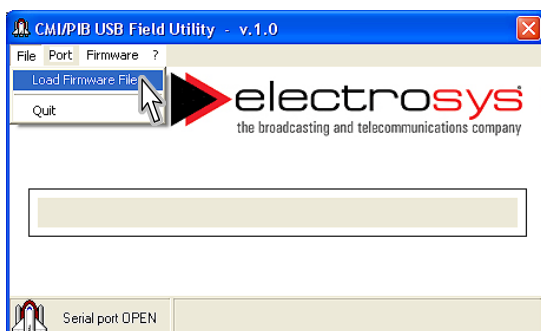 CMI/PIB USB Field Utility - v.1.0
File Port Firmware ?
Load Firmware File
Quit
electrosys
the broadcasting and telecommunications company
Serial port OPEN